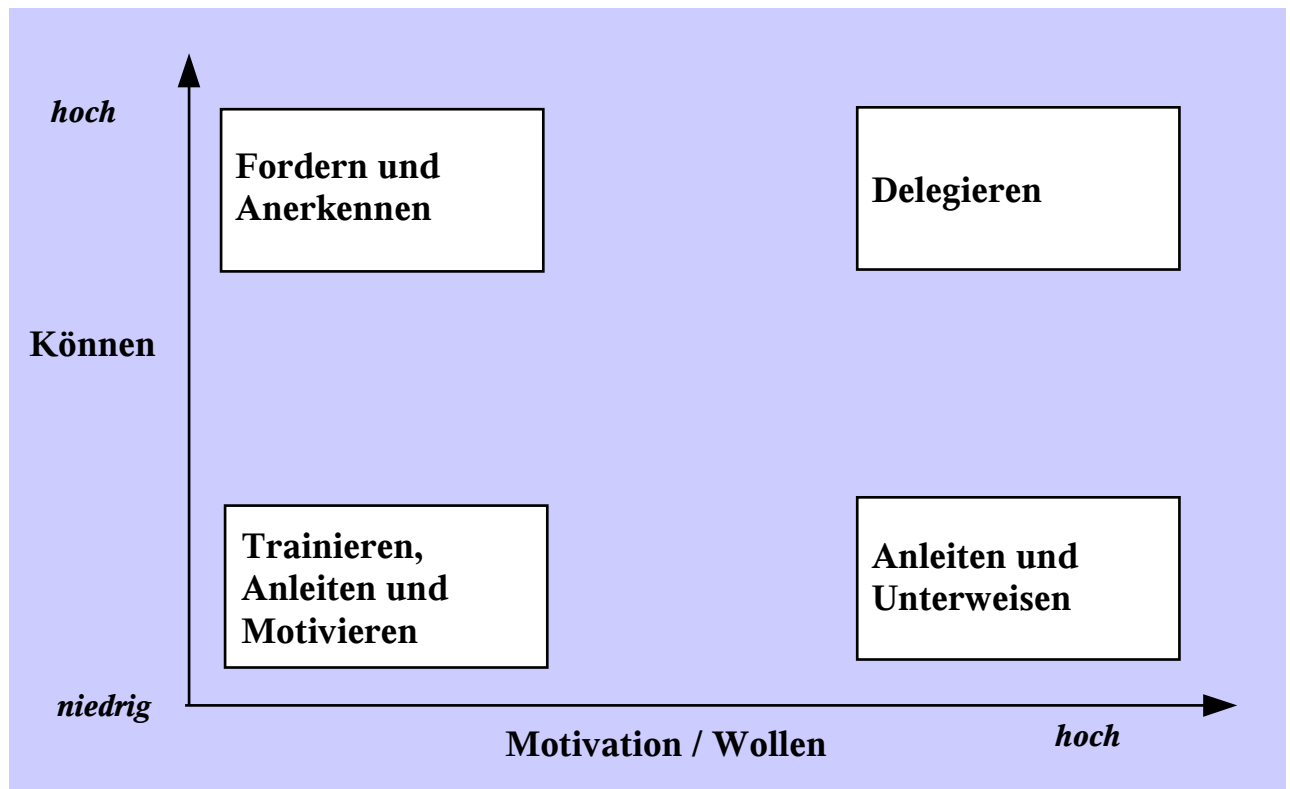 hoch
Fordern und
Anerkennen
Delegieren
Können
Trainieren,
Anleiten und
Motivieren
Anleiten und
Unterweisen
niedrig
Motivation / Wollen
hoch